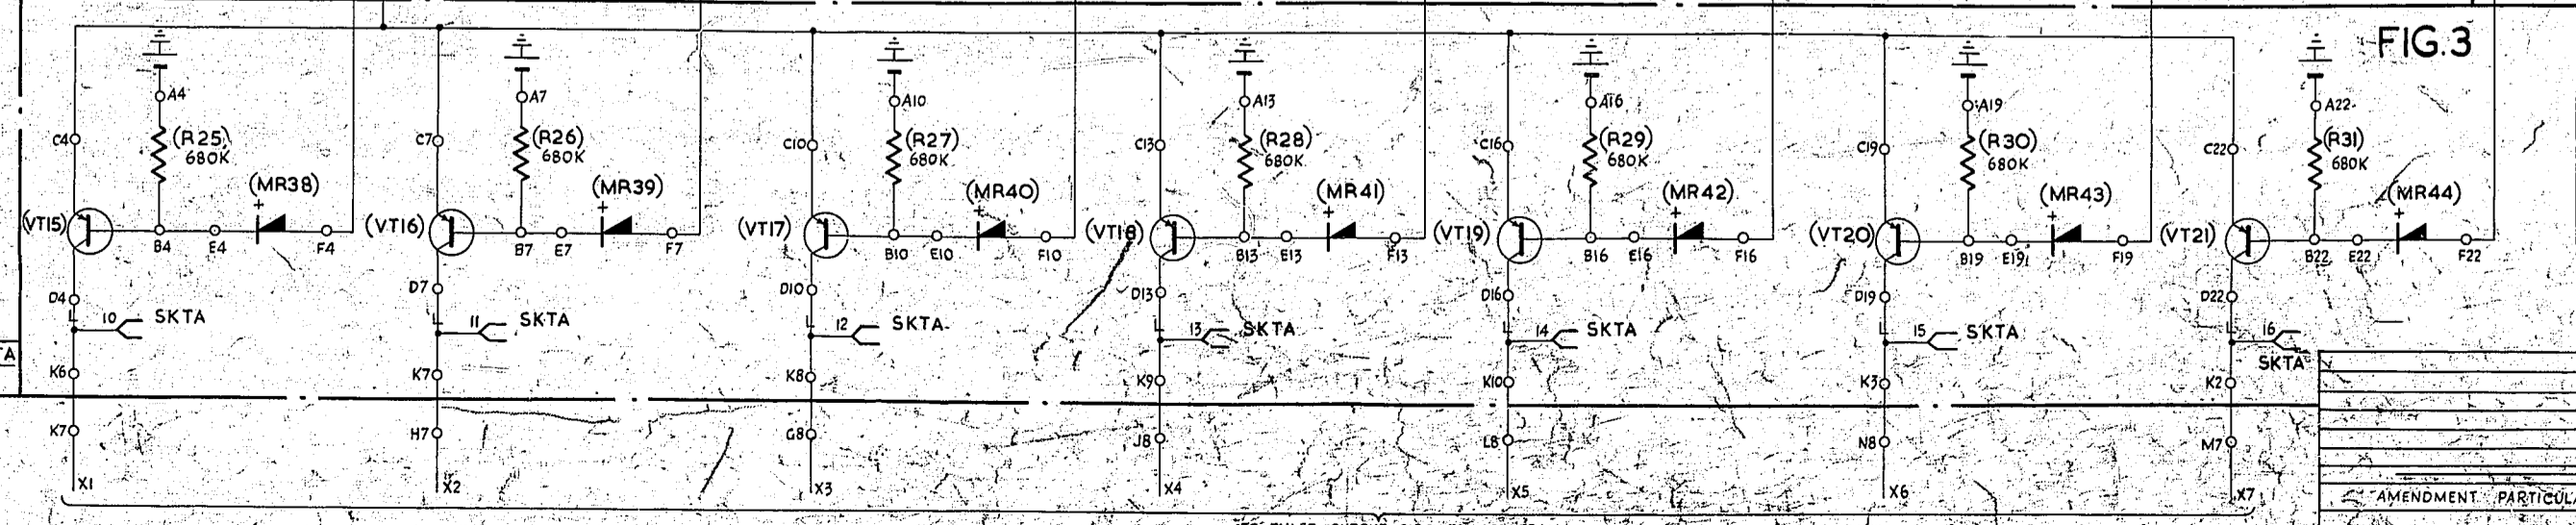 FIG.3
A4 A7 A10 A13 A16 A19 A22
C4 (R25) C7 (R26) C10 (R27) C13 (R28) C16 (R29) C19 (R30) C22 (R31)
680K 680K 680K 680K 680K 680K 680K
(MR38) (MR39) (MR40) (MR41) (MR42) (MR43) (MR44)
+ + + + + + +
(VT15) (VT16) (VT17) (VT18) (VT19) (VT20) (VT21)
B4 E4 F4 B7 E7 F7 B10 E10 F10 B13 E13 F13 B16 E16 F16 B19 E19 F19 B22 E22 F22
D4 D7 D10 D13 D16 D19 D22
L L L L L L L
10 SKTA 11 SKTA 12 SKTA 13 SKTA 14 SKTA 15 SKTA 16
SKTA
TA
K6 K7 K8 K9 K10 K3 K2
K7 H7 G8 J8 L8 N8 M7
X1 X2 X3 X4 X5 X6 X7
AMENDMENT PARTICUL